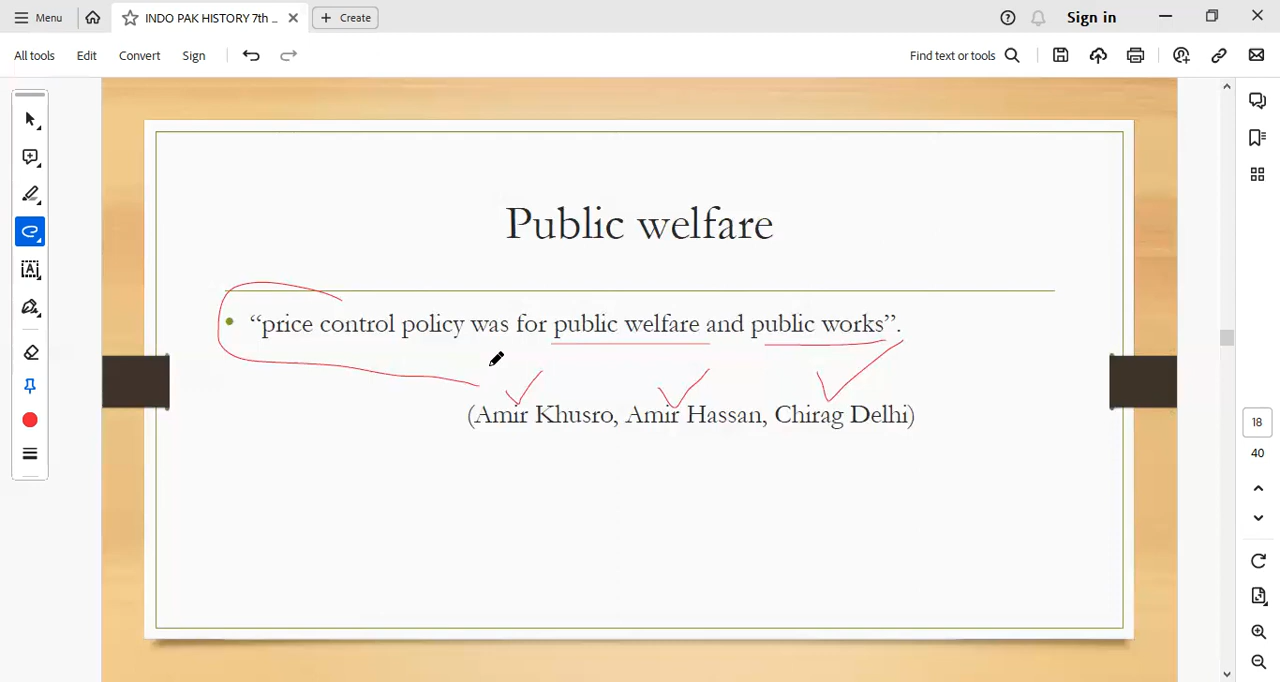 Menu
INDO PAK HISTORY 7th ...
Create
Sign in
All tools
Edit
Convert
Sign
Find text or tools
Public welfare
• “price control policy was for public welfare and public works”.
(Amir Khusro, Amir Hassan, Chirag Delhi)
18
40